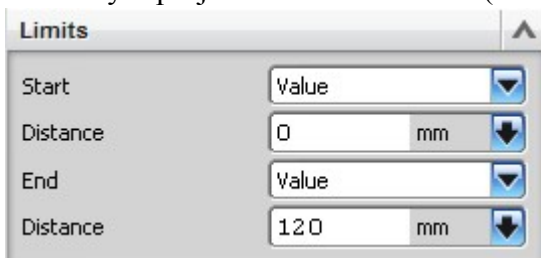 Limits
Start Value
Distance 0 mm
End Value
Distance 120 mm